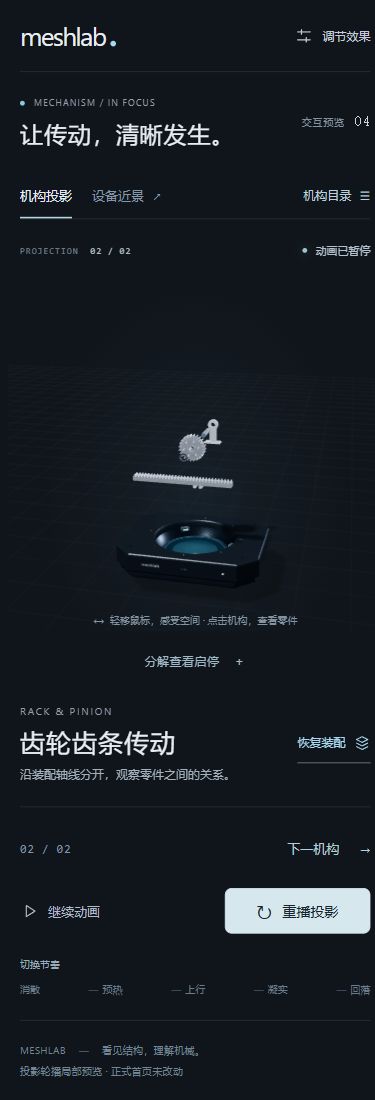 meshlab.
调节效果
MECHANISM / IN FOCUS
让传动，清晰发生。
交互预览 04
机构投影 设备近景 ↗ 机构目录 ☰
PROJECTION 02 / 02
动画已暂停
↔ 轻移鼠标，感受空间 · 点击机构，查看零件
分解查看启停 +
RACK & PINION
齿轮齿条传动
恢复装配
沿装配轴线分开，观察零件之间的关系。
02 / 02
下一机构 →
继续动画
重播投影
切换节奏
消散 — 预热 — 上行 — 凝实 — 回落
MESHLAB — 看见结构，理解机械。
投影轮播局部预览 · 正式首页未改动